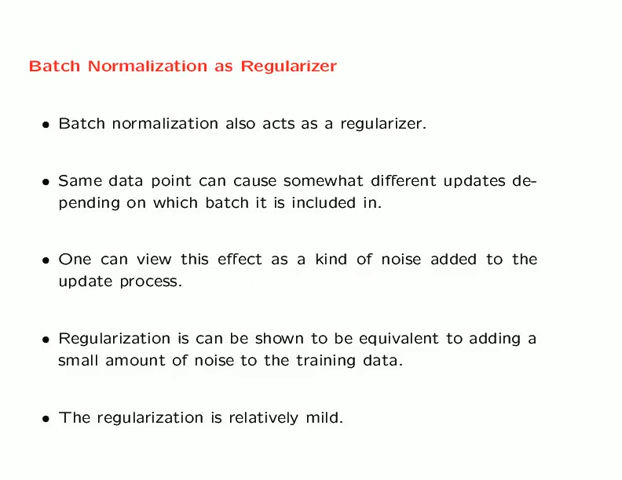 Batch Normalization as Regularizer
• Batch normalization also acts as a regularizer.
• Same data point can cause somewhat different updates de-
pending on which batch it is included in.
• One can view this effect as a kind of noise added to the
update process.
• Regularization is can be shown to be equivalent to adding a
small amount of noise to the training data.
• The regularization is relatively mild.